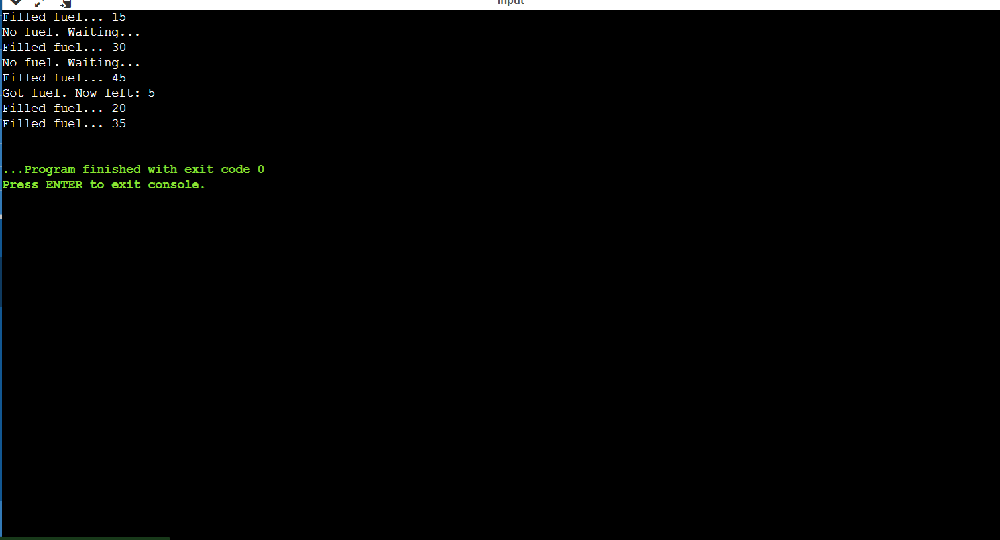 input
Filled fuel... 15
No fuel. Waiting...
Filled fuel... 30
No fuel. Waiting...
Filled fuel... 45
Got fuel. Now left: 5
Filled fuel... 20
Filled fuel... 35
...Program finished with exit code 0
Press ENTER to exit console.